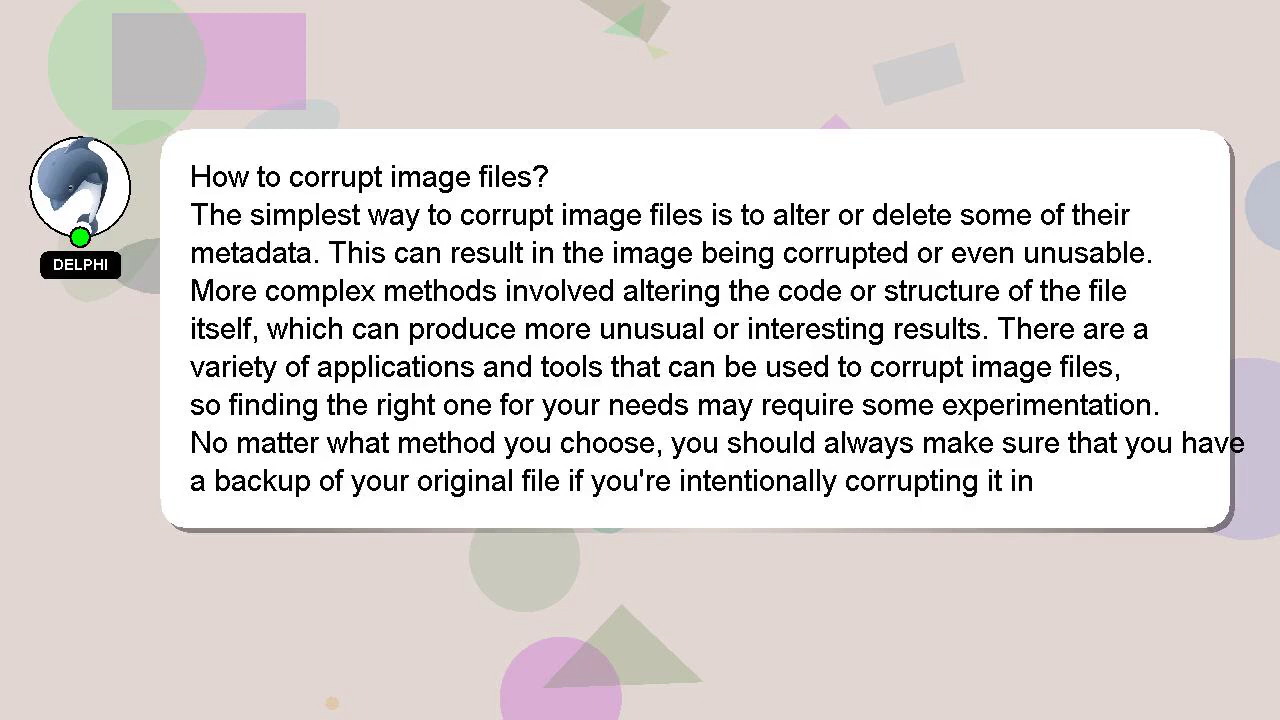 How to corrupt image files?
The simplest way to corrupt image files is to alter or delete some of their
metadata. This can result in the image being corrupted or even unusable.
More complex methods involved altering the code or structure of the file
itself, which can produce more unusual or interesting results. There are a
variety of applications and tools that can be used to corrupt image files,
so finding the right one for your needs may require some experimentation.
No matter what method you choose, you should always make sure that you have
a backup of your original file if you're intentionally corrupting it in
DELPHI